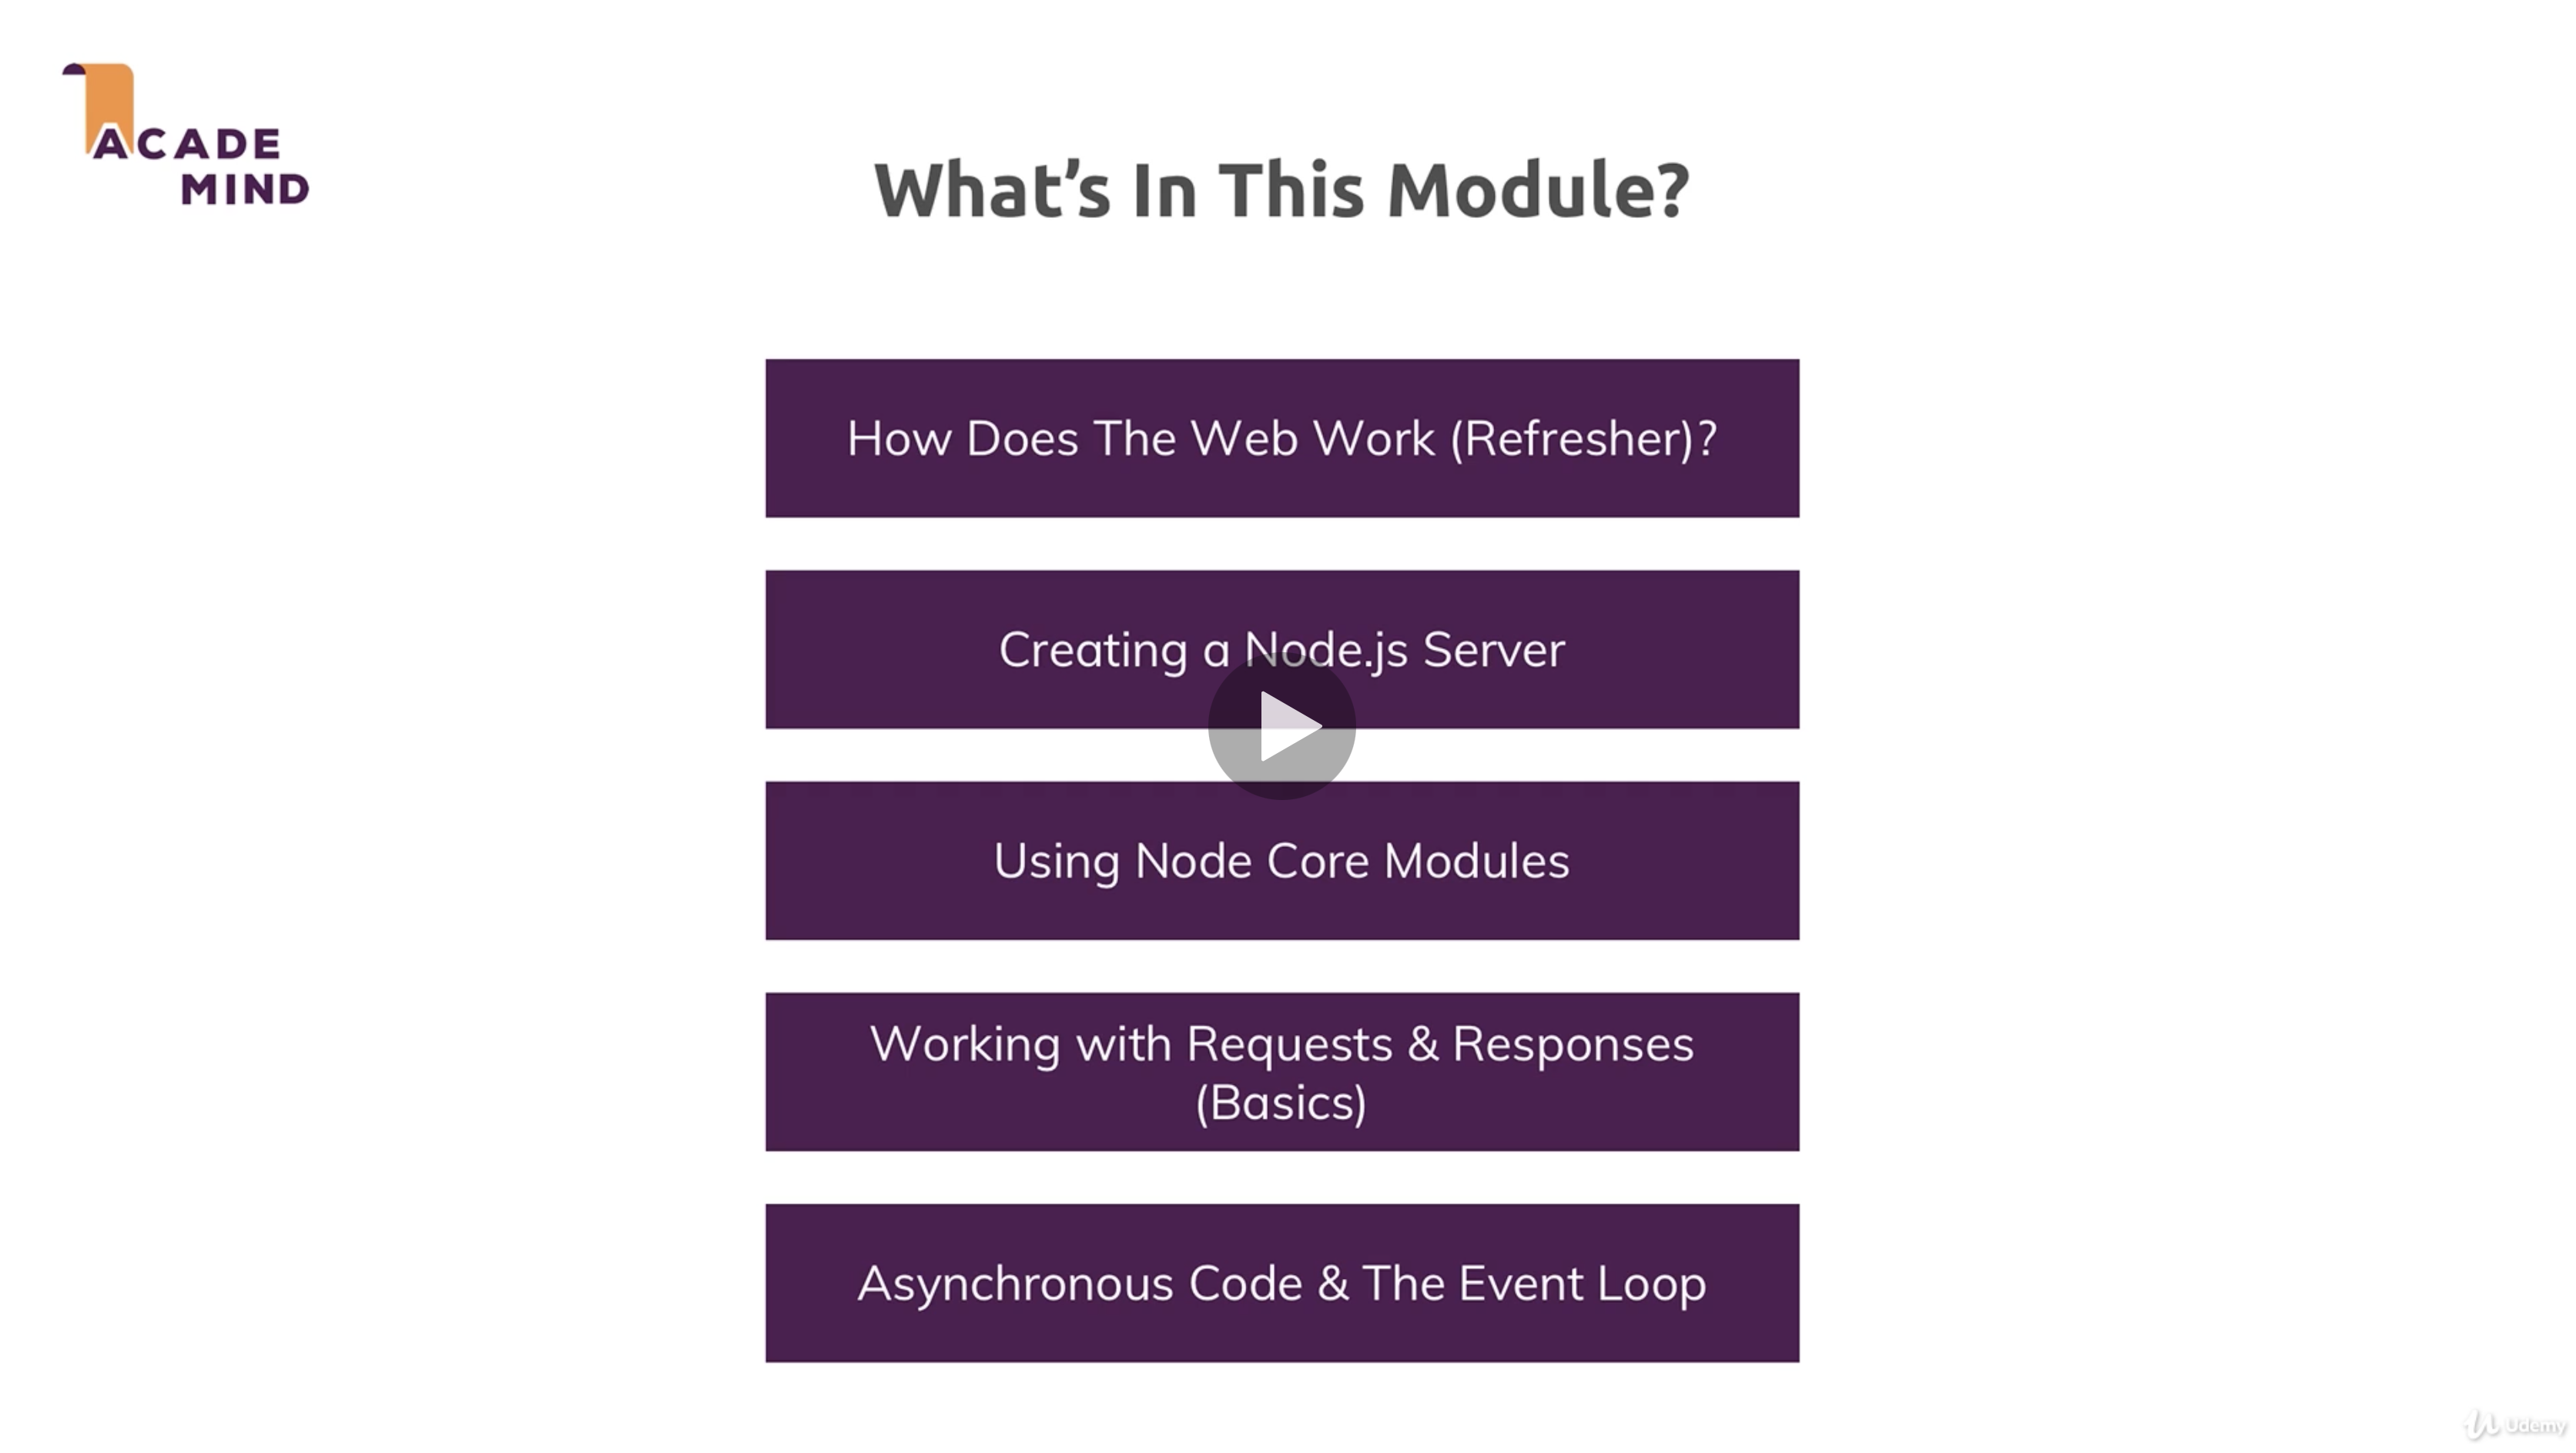 ACADE
MIND
What’s In This Module?
How Does The Web Work (Refresher)?
Creating a Node.js Server
Using Node Core Modules
Working with Requests & Responses
(Basics)
Asynchronous Code & The Event Loop
Udemy